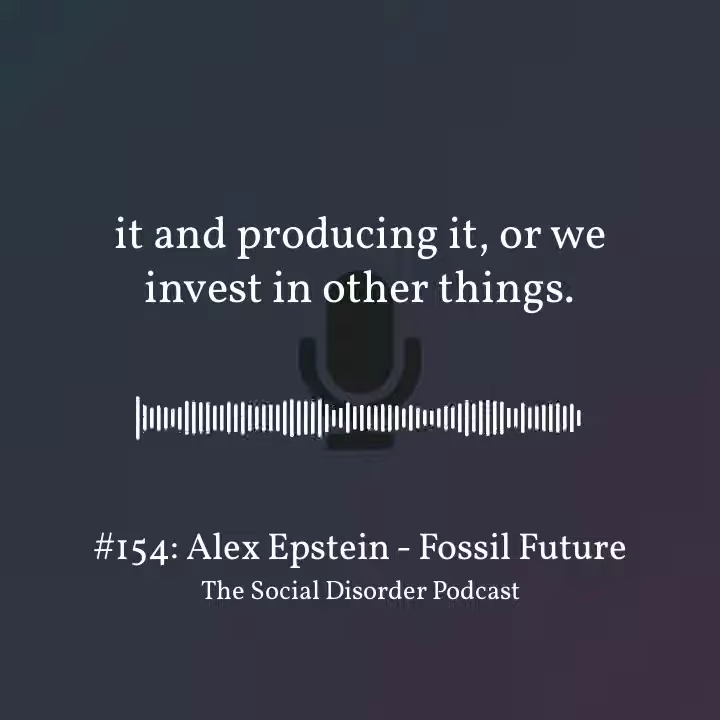 it and producing it, or we
invest in other things.
#154: Alex Epstein - Fossil Future
The Social Disorder Podcast